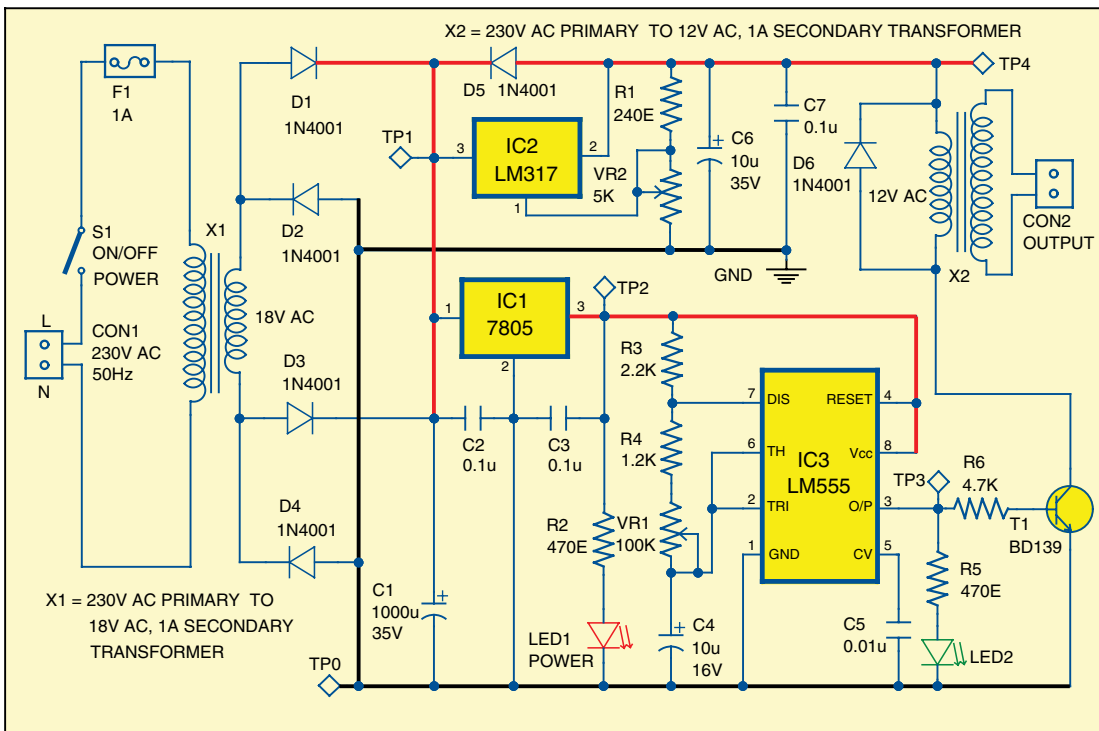 X2 = 230V AC PRIMARY TO 12V AC, 1A SECONDARY TRANSFORMER
F1
1A
D1
1N4001
D5 1N4001
TP4
R1
240E
C7
0.1u
TP1
3
IC2
LM317
2
1
VR2
5K
C6
10u
35V
D6
1N4001
12V AC
CON2
OUTPUT
X2
D2
1N4001
S1
ON/OFF
POWER
X1
GND
L
N
CON1
230V AC
50Hz
18V AC
1
IC1
7805
3
2
TP2
D3
1N4001
C2
0.1u
C3
0.1u
R3
2.2K
R4
1.2K
VR1
100K
7
DIS
RESET
4
6
TH
Vcc
8
IC3
LM555
2
TRI
O/P
3
1
GND
CV
5
TP3
R6
4.7K
T1
BD139
D4
1N4001
R2
470E
R5
470E
C1
1000u
35V
LED1
POWER
C4
10u
16V
C5
0.01u
LED2
X1 = 230V AC PRIMARY TO
18V AC, 1A SECONDARY
TRANSFORMER
TP0
+
+
+